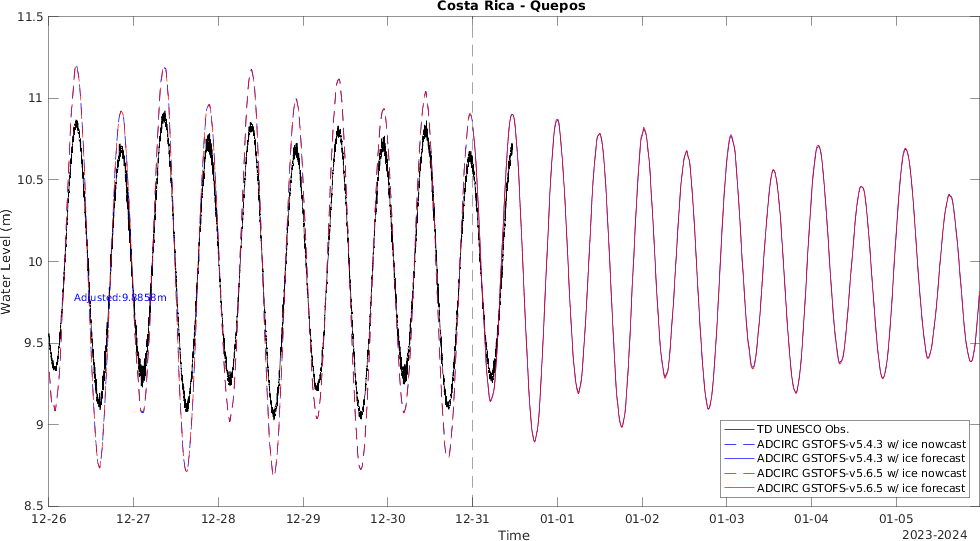 Costa Rica - Quepos
11.5
11
10.5
10
9.5
9
8.5
Water Level (m)
Adjusted:9.8858m
TD UNESCO Obs.
ADCIRC GSTOFS-v5.4.3 w/ ice nowcast
ADCIRC GSTOFS-v5.4.3 w/ ice forecast
ADCIRC GSTOFS-v5.6.5 w/ ice nowcast
ADCIRC GSTOFS-v5.6.5 w/ ice forecast
12-26 12-27 12-28 12-29 12-30 12-31 01-01 01-02 01-03 01-04 01-05
Time
2023-2024